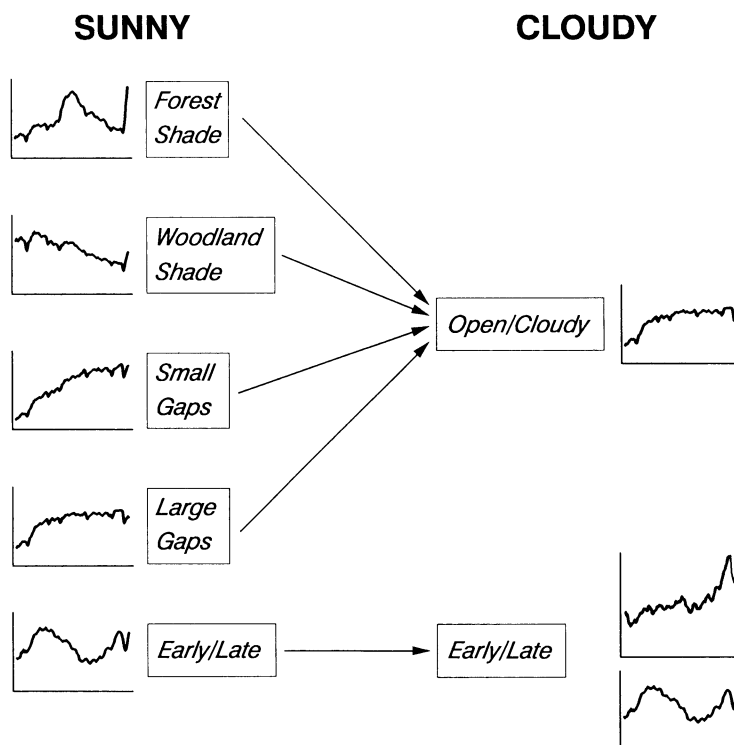 SUNNY
CLOUDY
Forest
Shade
Woodland
Shade
Open/Cloudy
Small
Gaps
Large
Gaps
Early/Late
Early/Late